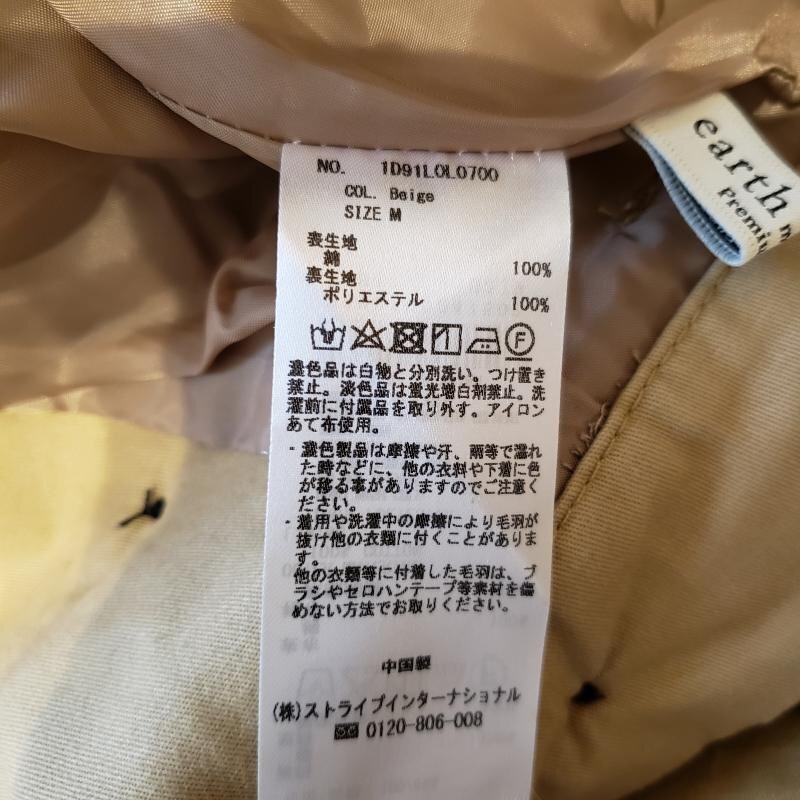 NO. 1D91L0L0700
COL. Beige
SIZE M
表生地
綿 100%
裏生地
ポリエステル 100%
F
濃色品は白物と分別洗い。つけ置き
禁止。淡色品は蛍光増白剤禁止。洗
濯前に付属品を取り外す。アイロン
あて布使用。
・濃色製品は摩擦や汗、雨等で濡れ
た時などに、他の衣料や下着に色
が移る事がありますのでご注意く
ださい。
・着用や洗濯中の摩擦により毛羽が
抜け他の衣類に付くことがありま
す。
他の衣類等に付着した毛羽は、ブ
ラシやセロハンテープ等素材を傷
めない方法でお取りください。
中国製
(株)ストライプインターナショナル
0120-806-008
earth